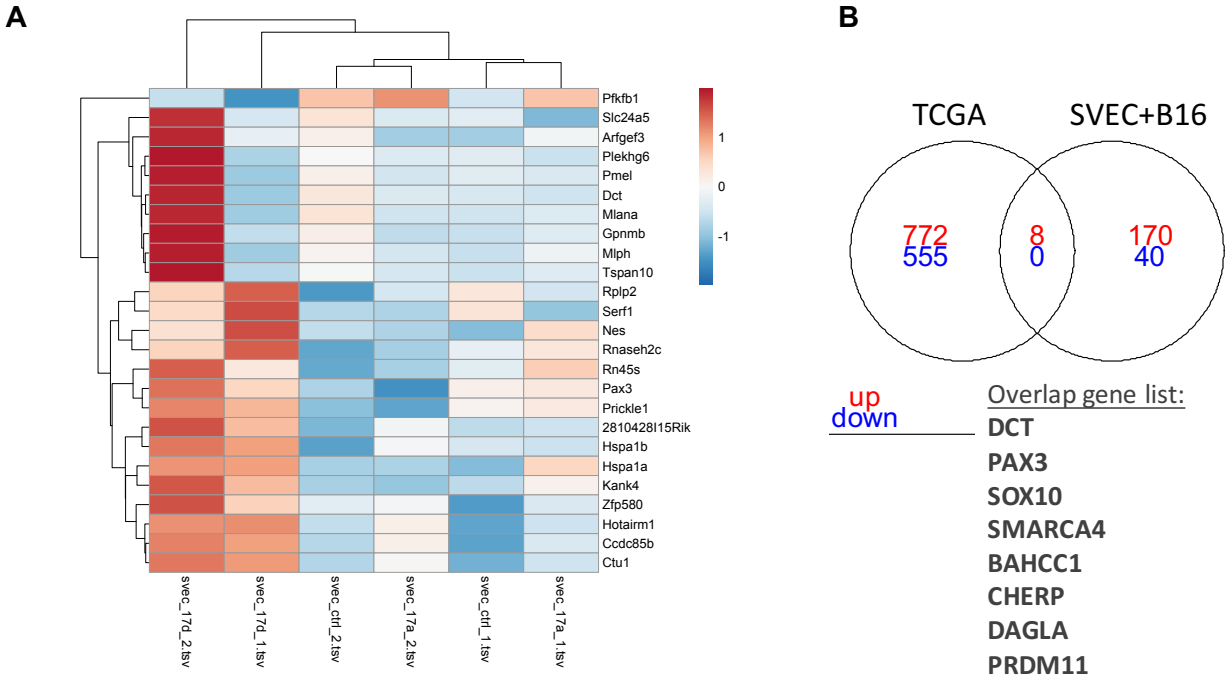 A
Pfkfb1
Slc24a5
Arfgef3
Plekhg6
Pmel
Dct
Mlana
Gpnmb
Mlph
Tspan10
Rplp2
Serf1
Nes
Rnaseh2c
Rn45s
Pax3
Prickle1
2810428I15Rik
Hspa1b
Hspa1a
Kank4
Zfp580
Hotairm1
Ccdc85b
Ctu1
svec_17d_2.tsv
svec_17d_1.tsv
svec_ctrl_2.tsv
svec_17a_2.tsv
svec_ctrl_1.tsv
svec_17a_1.tsv
1
0
-1
B
TCGA SVEC+B16
772 8 170
555 0 40
up
down
Overlap gene list:
DCT
PAX3
SOX10
SMARCA4
BAHCC1
CHERP
DAGLA
PRDM11